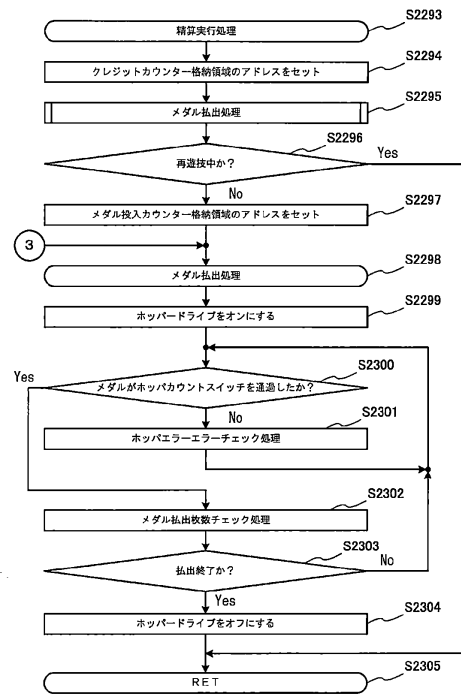 精算実行処理
S2293
クレジットカウンター格納領域のアドレスをセット
S2294
メダル払出処理
S2295
再遊技中か？
S2296
Yes
No
メダル投入カウンター格納領域のアドレスをセット
S2297
3
メダル払出処理
S2298
ホッパードライブをオンにする
S2299
メダルがホッパカウントスイッチを通過したか？
S2300
Yes
No
ホッパエラーエラーチェック処理
S2301
メダル払出枚数チェック処理
S2302
払出終了か？
S2303
No
Yes
ホッパードライブをオフにする
S2304
RET
S2305